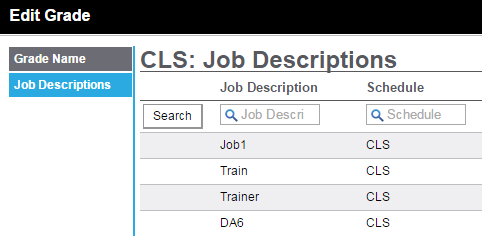 Edit Grade
Grade Name
Job Descriptions
CLS: Job Descriptions
Job Description Schedule
Search Job Descri Schedule
Job1 CLS
Train CLS
Trainer CLS
DA6 CLS